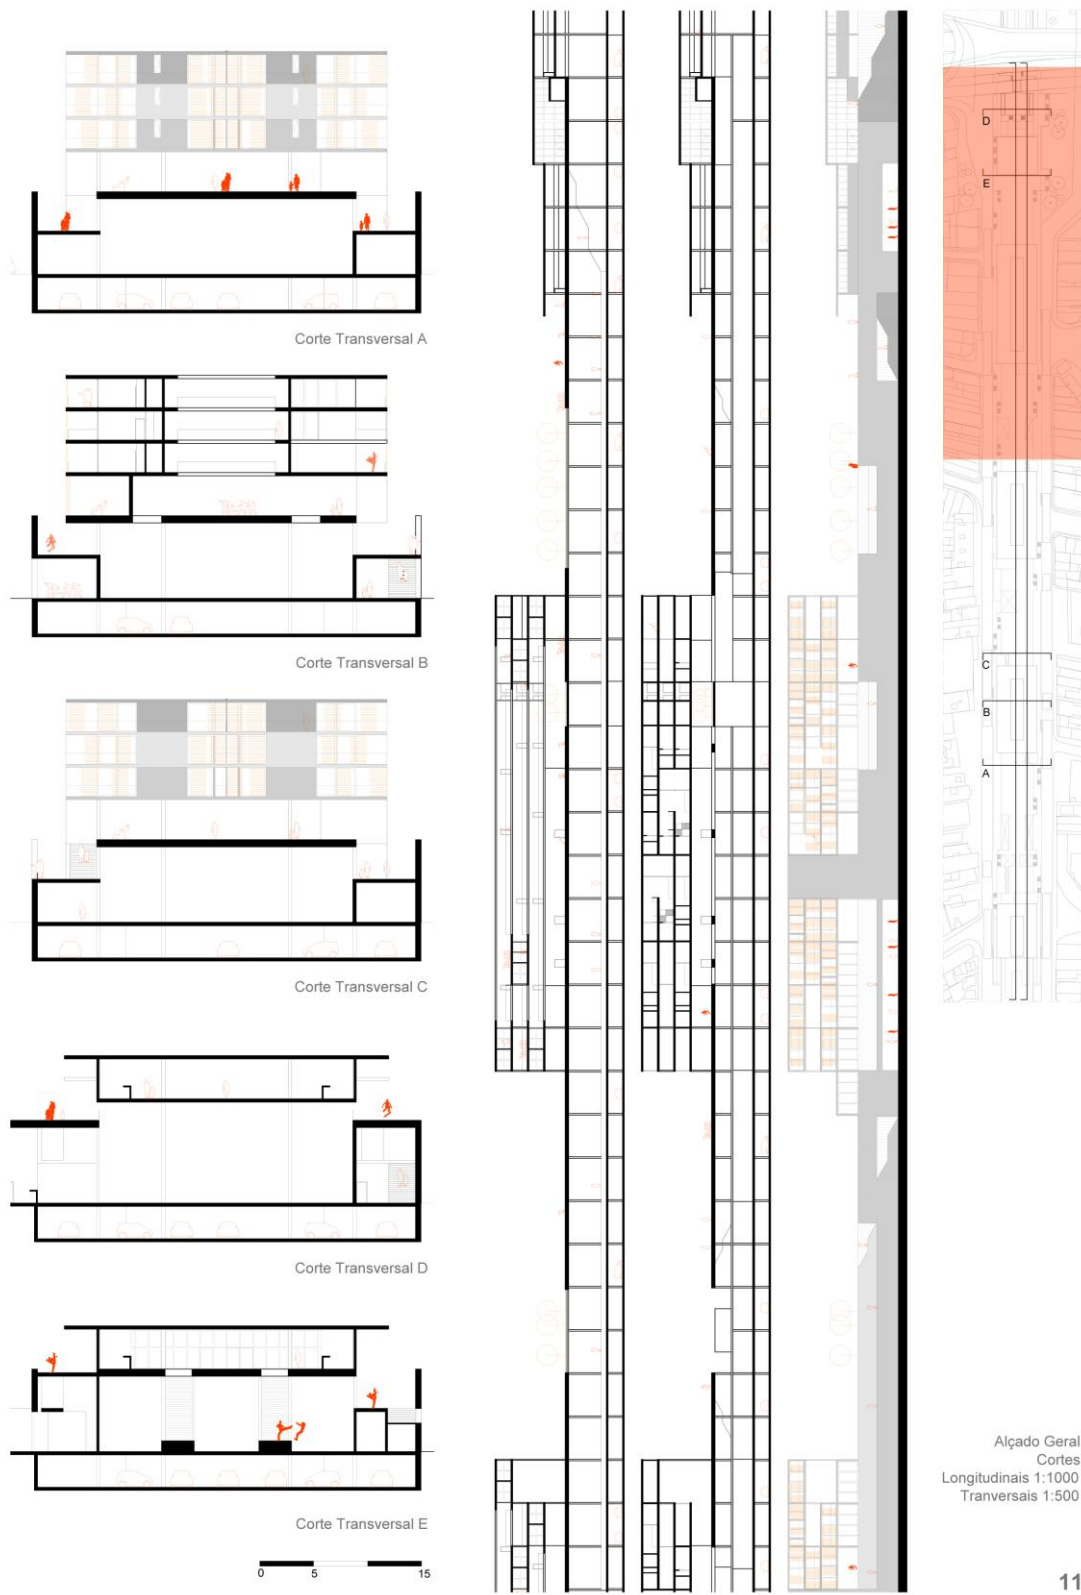 Corte Transversal A
Corte Transversal B
Corte Transversal C
Corte Transversal D
Corte Transversal E
0 5 15
D
E
C
B
A
Alçado Geral
Cortes
Longitudinais 1:1000
Tranversais 1:500
11